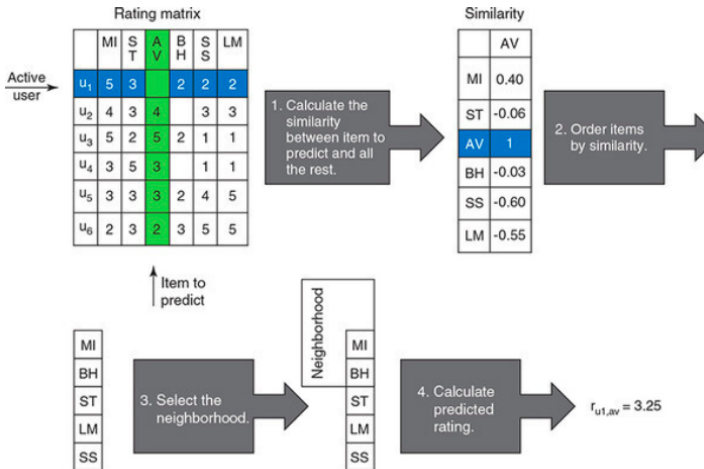 Rating matrix
MI S T A V B H S S LM
Active user
u1 5 3 2 2 2
u2 4 3 4 3 3
u3 5 2 5 2 1 1
u4 3 5 3 1 1
u5 3 3 3 2 4 5
u6 2 3 2 3 5 5
Item to
predict
1. Calculate the
similarity
between item to
predict and all
the rest.
Similarity
AV
MI 0.40
ST -0.06
AV 1
BH -0.03
SS -0.60
LM -0.55
2. Order items
by similarity.
MI
BH
ST
LM
SS
3. Select the
neighborhood.
Neighborhood
MI
BH
ST
LM
SS
4. Calculate
predicted
rating.
ru1,av = 3.25